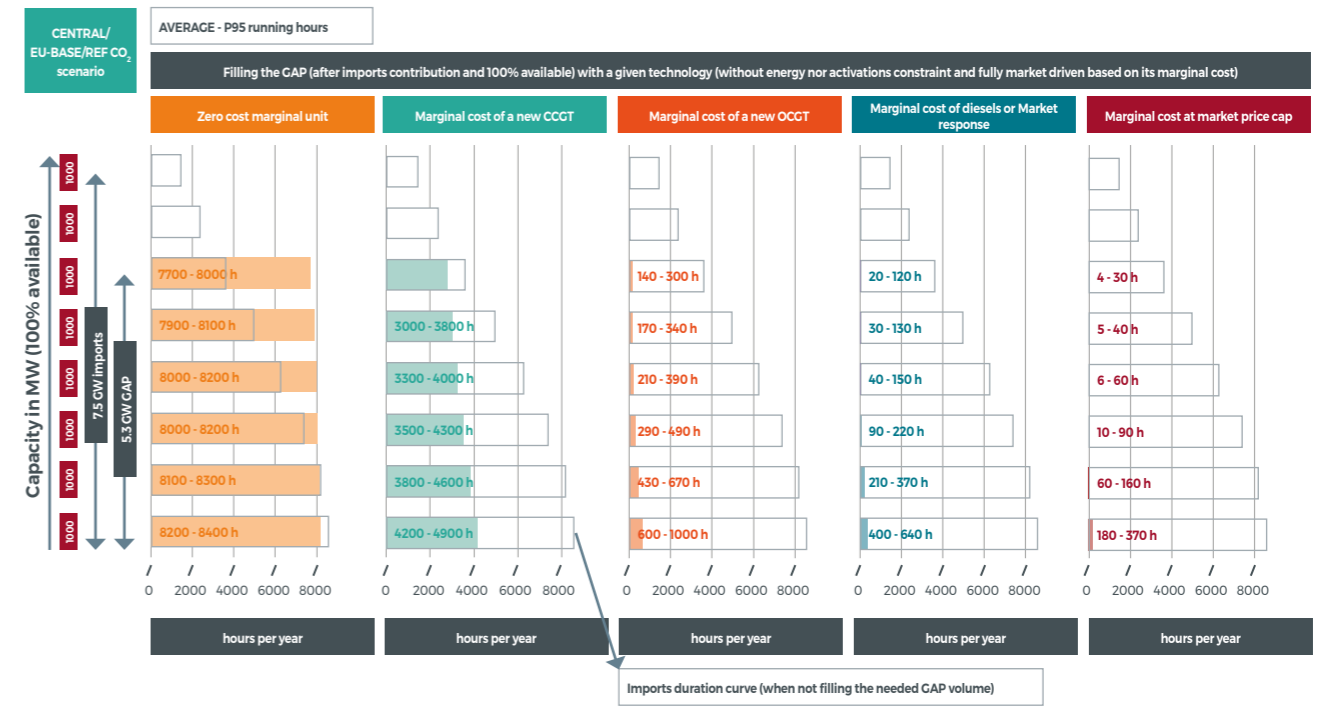 CENTRAL/
EU-BASE/REF CO2
scenario
AVERAGE - P95 running hours
Filling the GAP (after imports contribution and 100% available) with a given technology (without energy nor activations constraint and fully market driven based on its marginal cost)
Zero cost marginal unit
Marginal cost of a new CCGT
Marginal cost of a new OCGT
Marginal cost of diesels or Market
response
Marginal cost at market price cap
Capacity in MW (100% available)
1000
1000
1000
1000
1000
1000
1000
1000
7.5 GW imports
5.3 GW GAP
7700 - 8000 h
7900 - 8100 h
8000 - 8200 h
8000 - 8200 h
8100 - 8300 h
8200 - 8400 h
0 2000 4000 6000 8000
hours per year
3000 - 3800 h
3300 - 4000 h
3500 - 4300 h
3800 - 4600 h
4200 - 4900 h
0 2000 4000 6000 8000
hours per year
140 - 300 h
170 - 340 h
210 - 390 h
290 - 490 h
430 - 670 h
600 - 1000 h
0 2000 4000 6000 8000
hours per year
20 - 120 h
30 - 130 h
40 - 150 h
90 - 220 h
210 - 370 h
400 - 640 h
0 2000 4000 6000 8000
hours per year
4 - 30 h
5 - 40 h
6 - 60 h
10 - 90 h
60 - 160 h
180 - 370 h
0 2000 4000 6000 8000
hours per year
Imports duration curve (when not filling the needed GAP volume)